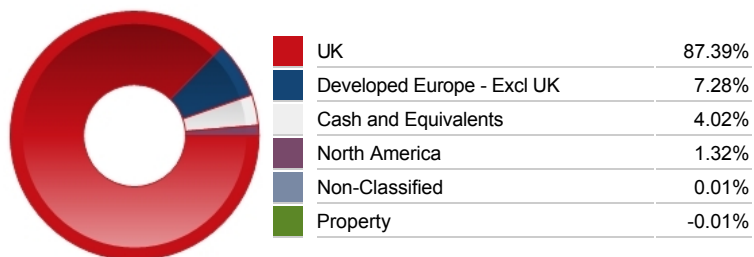 UK 87.39%
Developed Europe - Excl UK 7.28%
Cash and Equivalents 4.02%
North America 1.32%
Non-Classified 0.01%
Property -0.01%